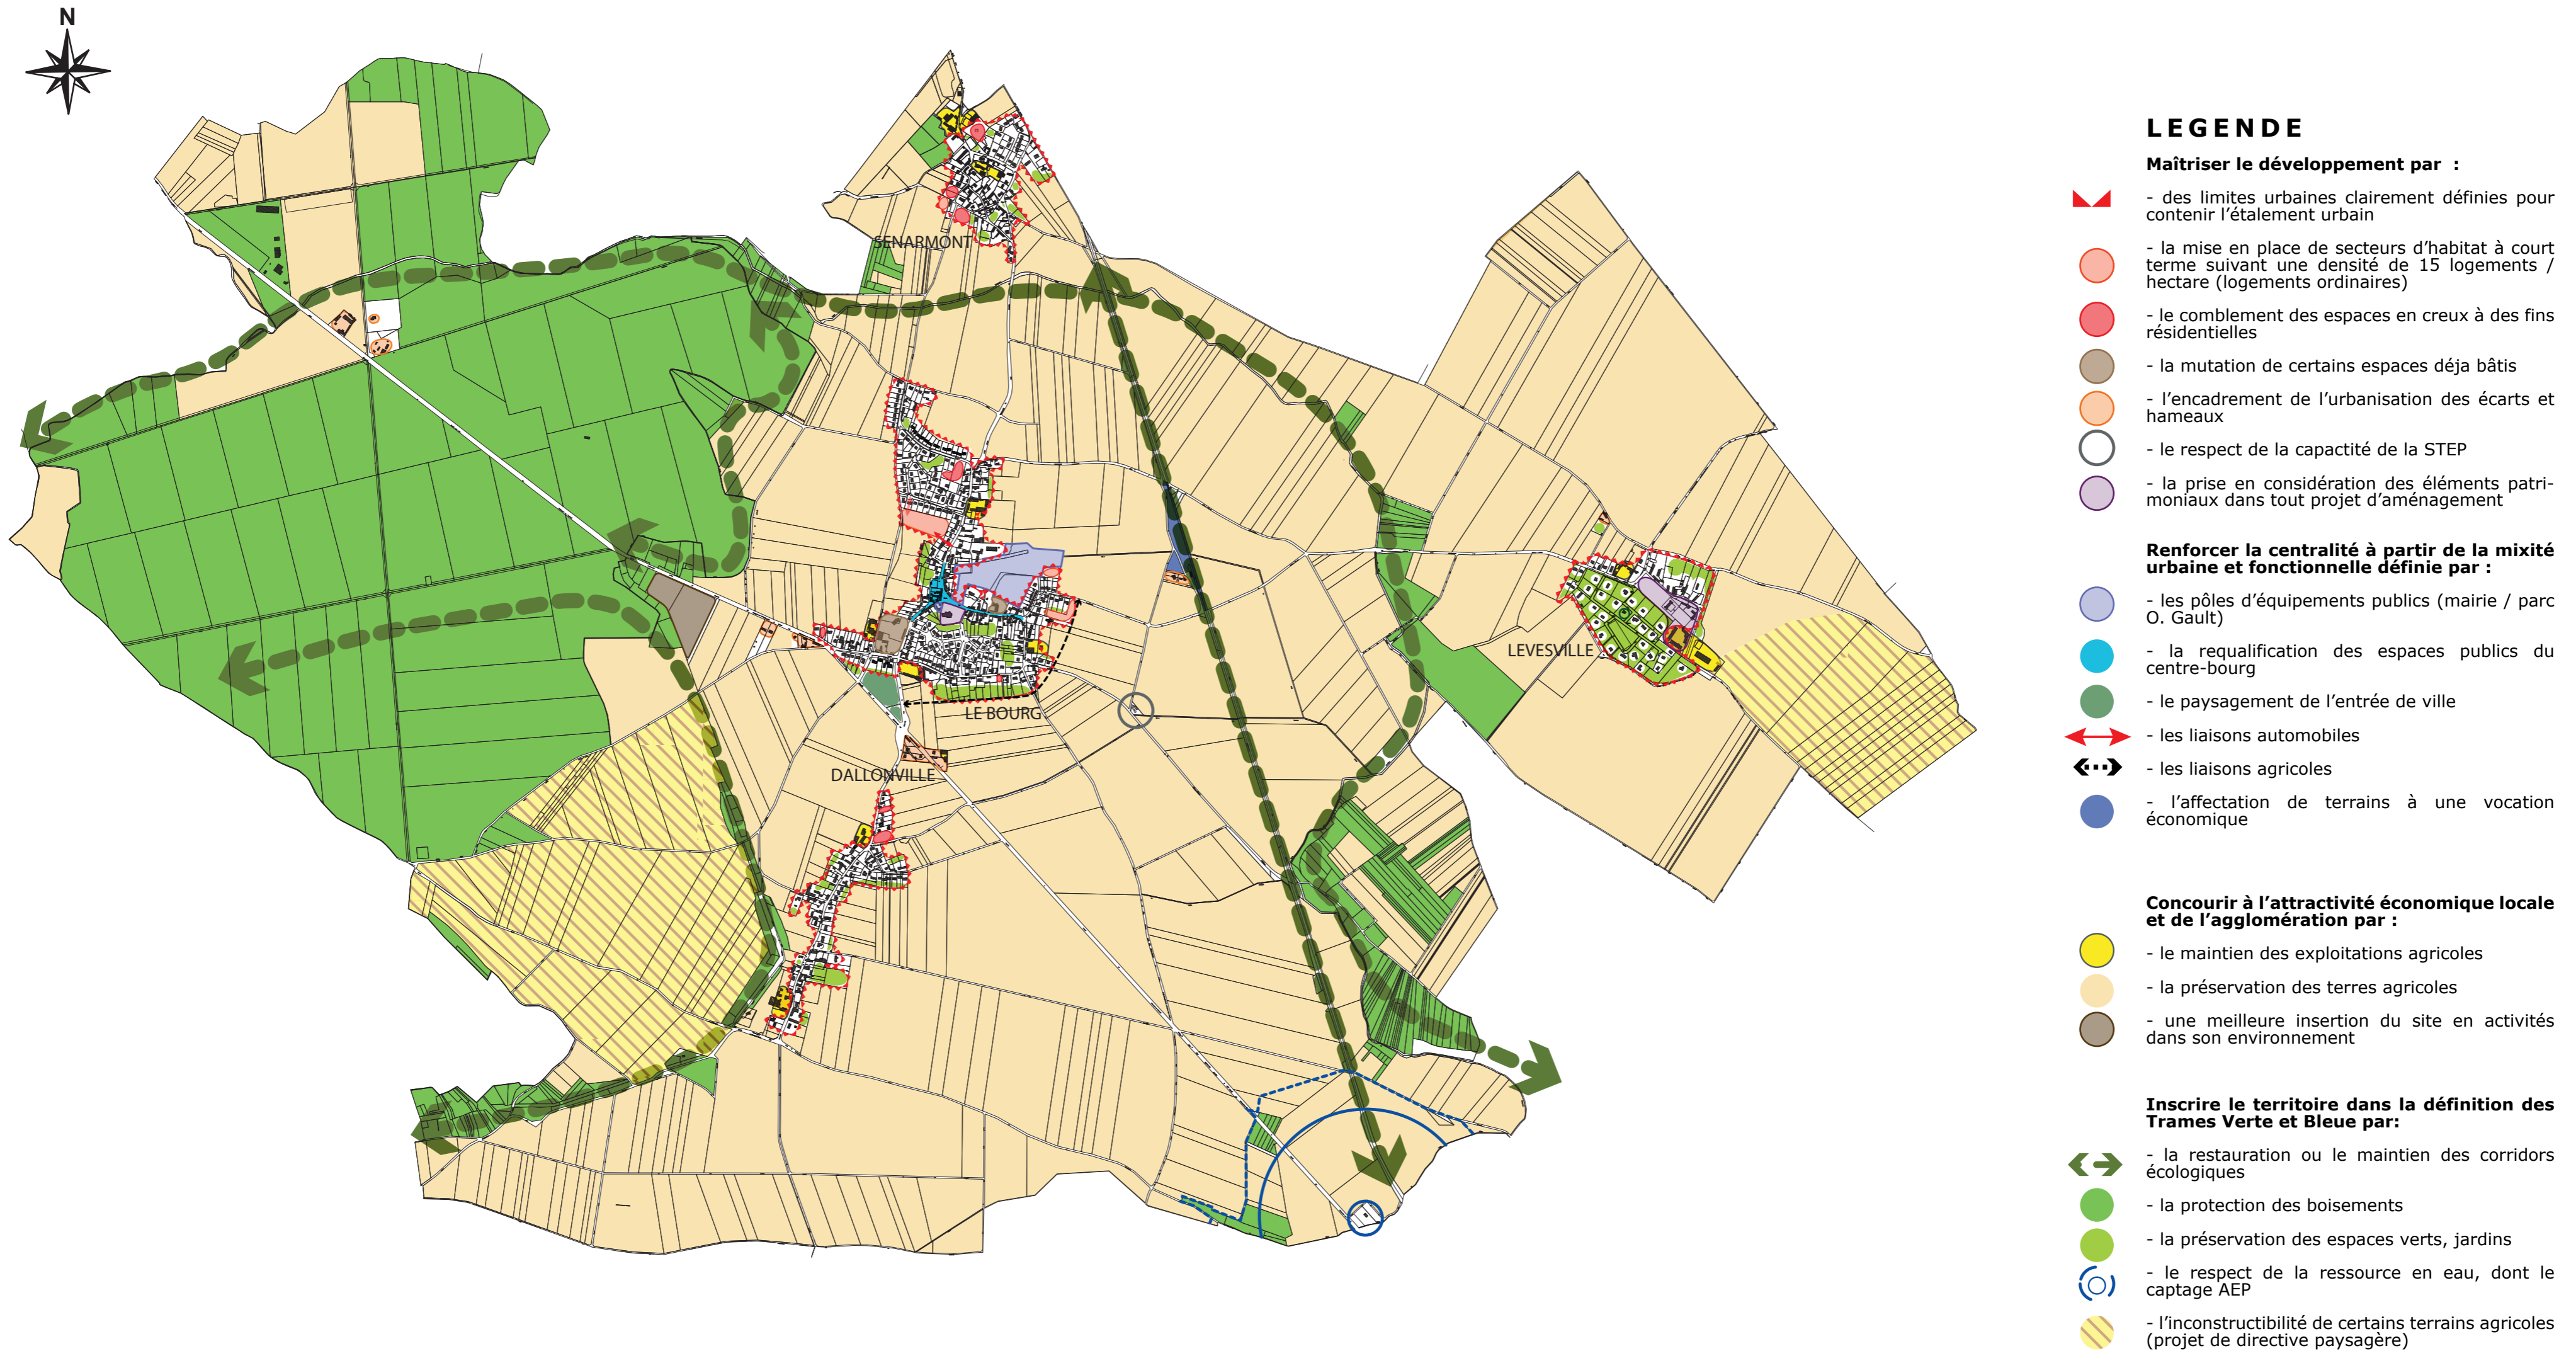 N
SENARMONT
LE BOURG
DALLONVILLE
LEVESVILLE
LEGENDE
Maîtriser le développement par :
- des limites urbaines clairement définies pour
contenir l'étalement urbain
- la mise en place de secteurs d'habitat à court
terme suivant une densité de 15 logements /
hectare (logements ordinaires)
- le comblement des espaces en creux à des fins
résidentielles
- la mutation de certains espaces déja bâtis
- l'encadrement de l'urbanisation des écarts et
hameaux
- le respect de la capacité de la STEP
- la prise en considération des éléments patri-
moniaux dans tout projet d'aménagement
Renforcer la centralité à partir de la mixité
urbaine et fonctionnelle définie par :
- les pôles d'équipements publics (mairie / parc
O. Gault)
- la requalification des espaces publics du
centre-bourg
- le paysagement de l'entrée de ville
- les liaisons automobiles
- les liaisons agricoles
- l'affectation de terrains à une vocation
économique
Concourir à l'attractivité économique locale
et de l'agglomération par :
- le maintien des exploitations agricoles
- la préservation des terres agricoles
- une meilleure insertion du site en activités
dans son environnement
Inscrire le territoire dans la définition des
Trames Verte et Bleue par:
- la restauration ou le maintien des corridors
écologiques
- la protection des boisements
- la préservation des espaces verts, jardins
- le respect de la ressource en eau, dont le
captage AEP
- l'inconstructibilité de certains terrains agricoles
(projet de directive paysagère)